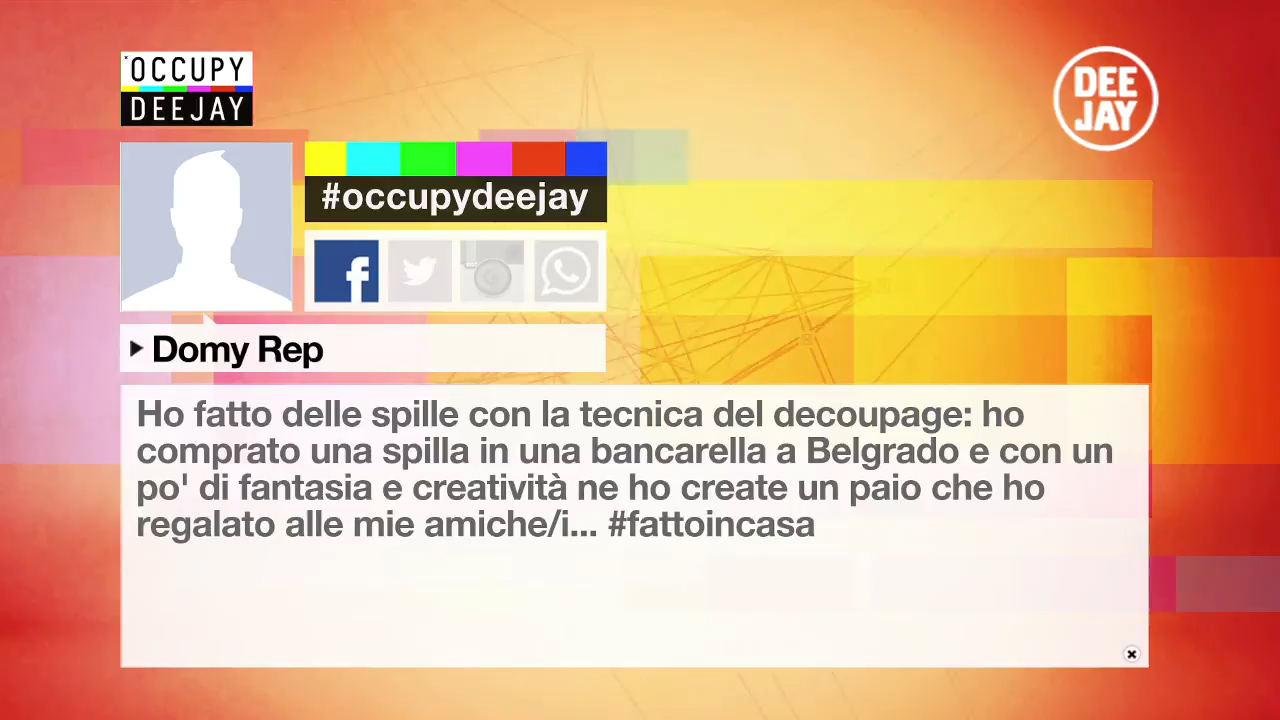 OCCUPY
DEEJAY
DEE
JAY
#occupydeejay
f
Domy Rep
Ho fatto delle spille con la tecnica del decoupage: ho
comprato una spilla in una bancarella a Belgrado e con un
po' di fantasia e creatività ne ho create un paio che ho
regalato alle mie amiche/i... #fattoincasa